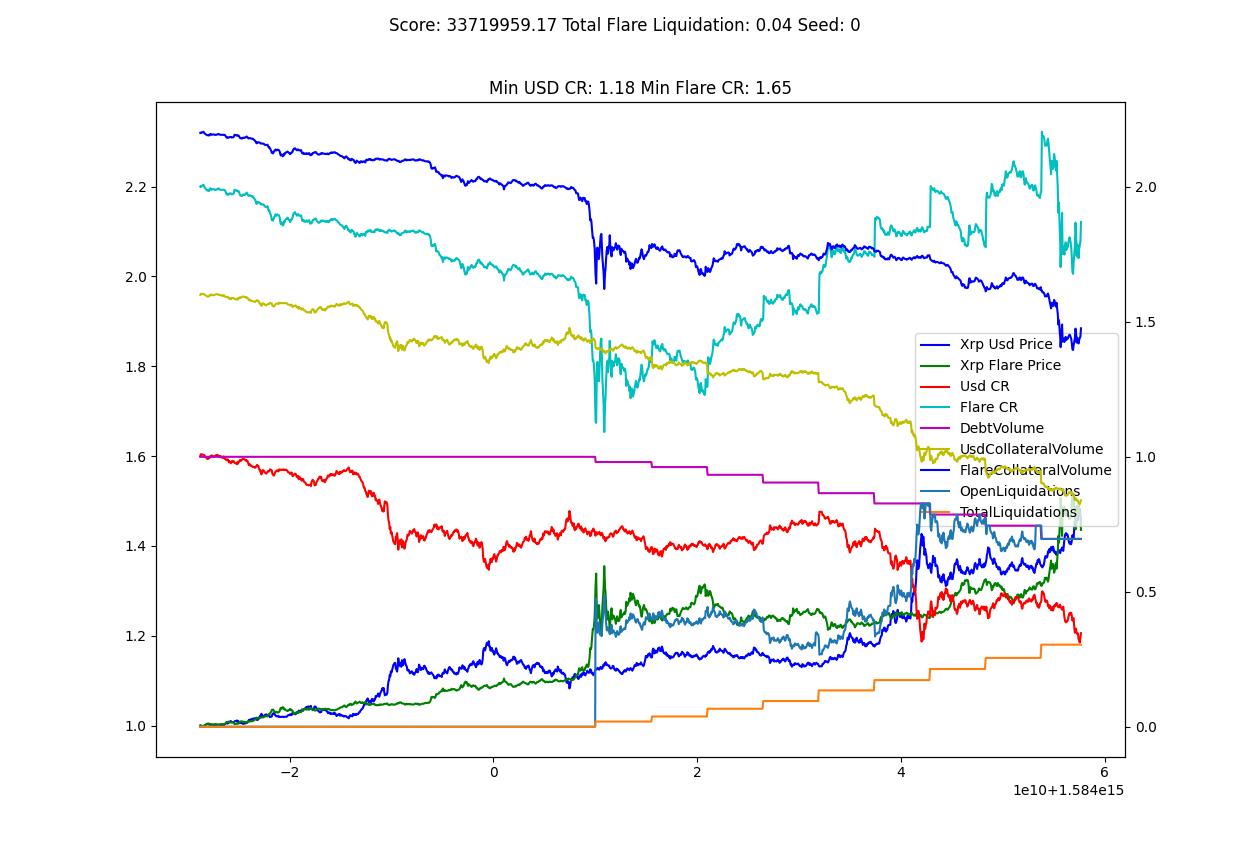 Score: 33719959.17 Total Flare Liquidation: 0.04 Seed: 0
Min USD CR: 1.18 Min Flare CR: 1.65
2.2
2.0
1.8
1.6
1.4
1.2
1.0
2.0
1.5
1.0
0.5
0.0
Xrp Usd Price
Xrp Flare Price
Usd CR
Flare CR
DebtVolume
UsdCollateralVolume
FlareCollateralVolume
OpenLiquidations
TotalLiquidations
−2 0 2 4 6
1e10+1.584e15